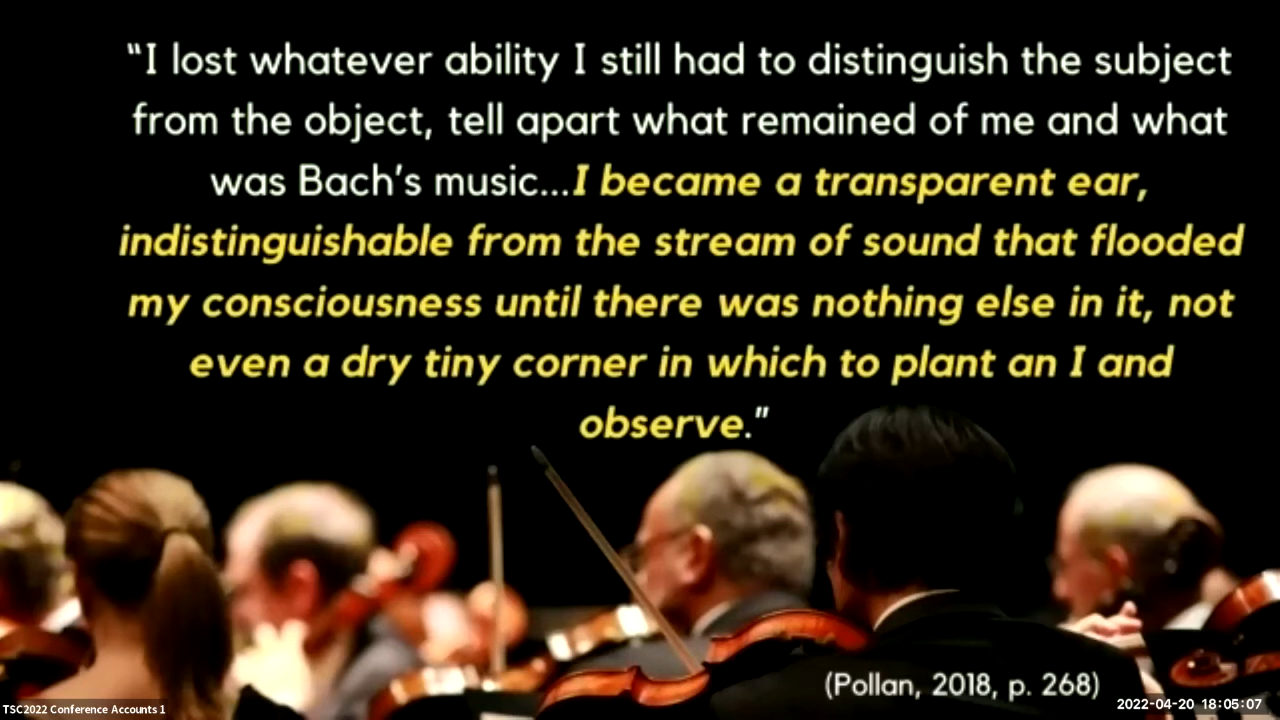 “I lost whatever ability I still had to distinguish the subject
from the object, tell apart what remained of me and what
was Bach’s music...I became a transparent ear,
indistinguishable from the stream of sound that flooded
my consciousness until there was nothing else in it, not
even a dry tiny corner in which to plant an I and
observe.”
(Pollan, 2018, p. 268)
TSC2022 Conference Accounts 1
2022-04-20 18:05:07